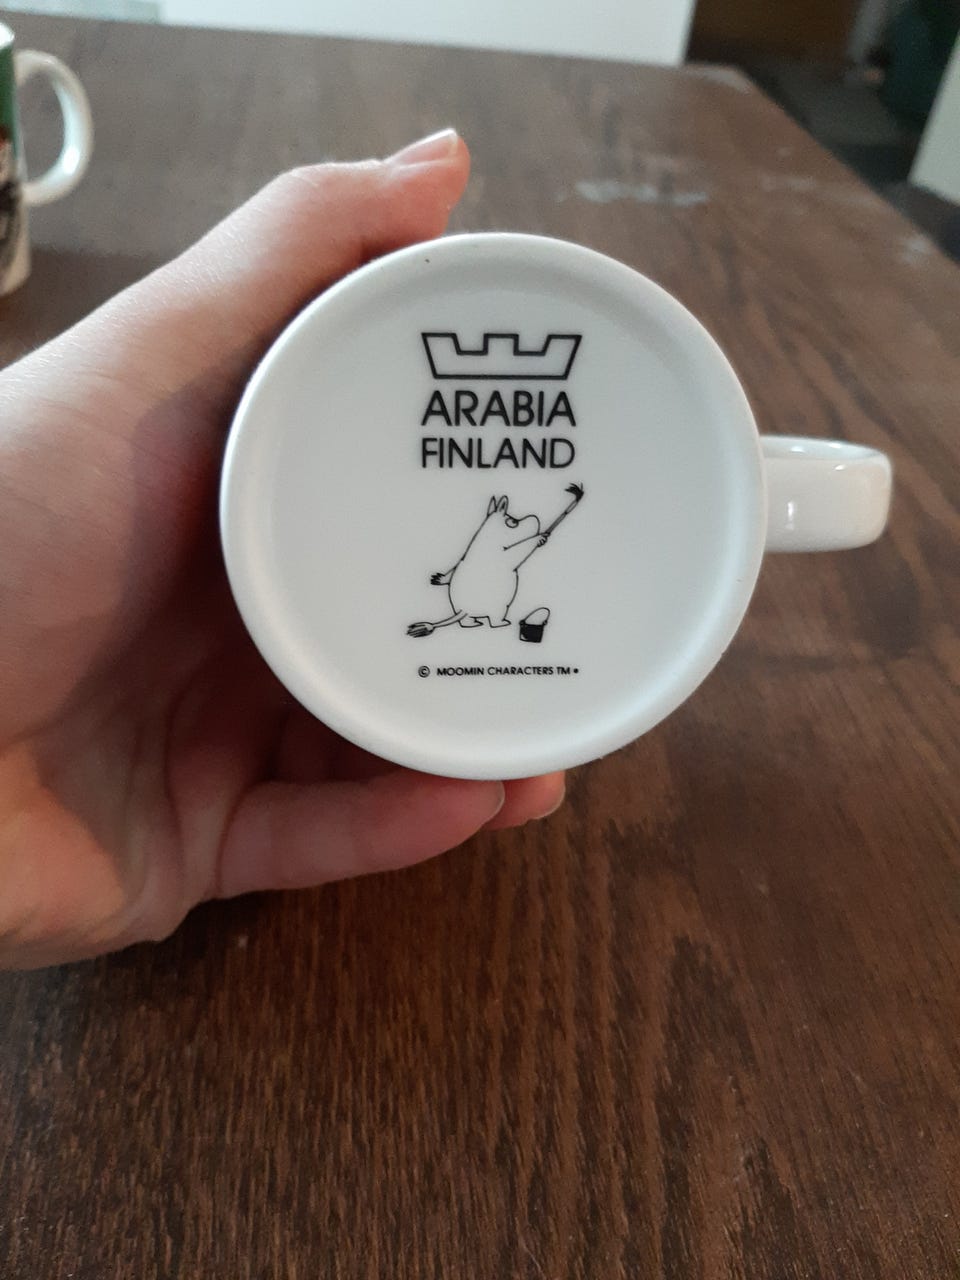 ARABIA
FINLAND
© MOOMIN CHARACTERS TM •